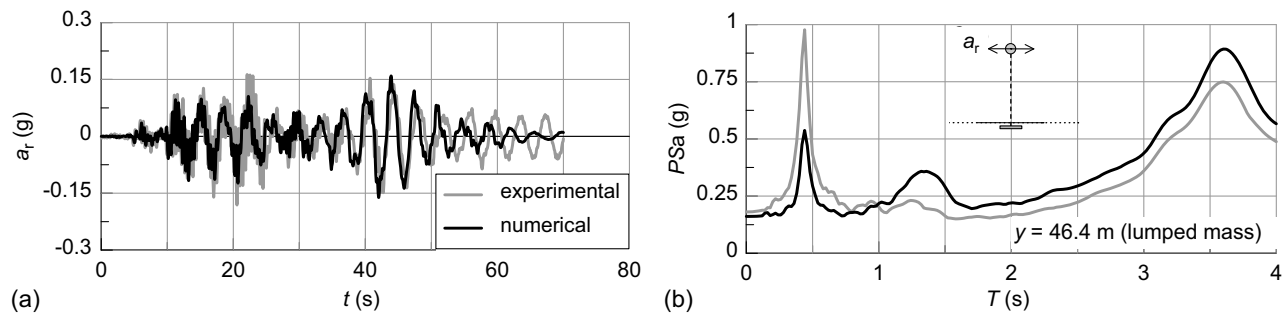 0.3
0.15
0
-0.15
-0.3
a_r (g)
experimental
numerical
0 20 40 60 80
(a)
t (s)
1
0.75
0.5
0.25
0
PSa (g)
a_r
y = 46.4 m (lumped mass)
0 1 2 3 4
(b)
T (s)